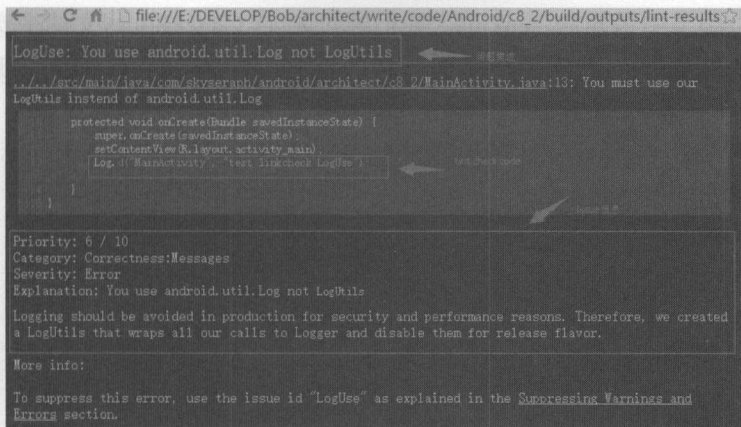 file:///E:/DEVELOP/Bob/architect/write/code/Android/c8_2/build/outputs/lint-results
LogUse: You use android.util.Log not LogUtils
../../src/main/java/com/skyseraph/android/architect/c8_2/MainActivity.java:13: You must use our
LogUtils instend of android.util.Log
protected void onCreate(Bundle savedInstanceState) {
super.onCreate(savedInstanceState);
setContentView(R.layout.activity_main);
Log.d("MainActivity", "test linkcheck LogUse")
}
}
Priority: 6 / 10
Category: Correctness:Messages
Severity: Error
Explanation: You use android.util.Log not LogUtils
Logging should be avoided in production for security and performance reasons. Therefore, we created
a LogUtils that wraps all our calls to Logger and disable them for release flavor.
More info:
To suppress this error, use the issue id "LogUse" as explained in the Suppressing Warnings and
Errors section.